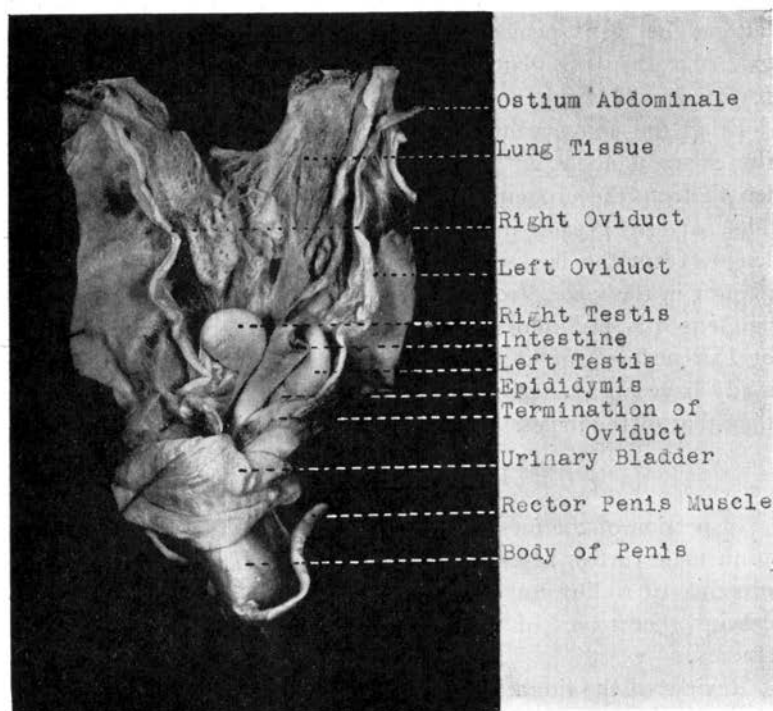 Ostium Abdominale
Lung Tissue
Right Oviduct
Left Oviduct
Right Testis
Intestine
Left Testis
Epididymis
Termination of
Oviduct
Urinary Bladder
Rector Penis Muscle
Body of Penis